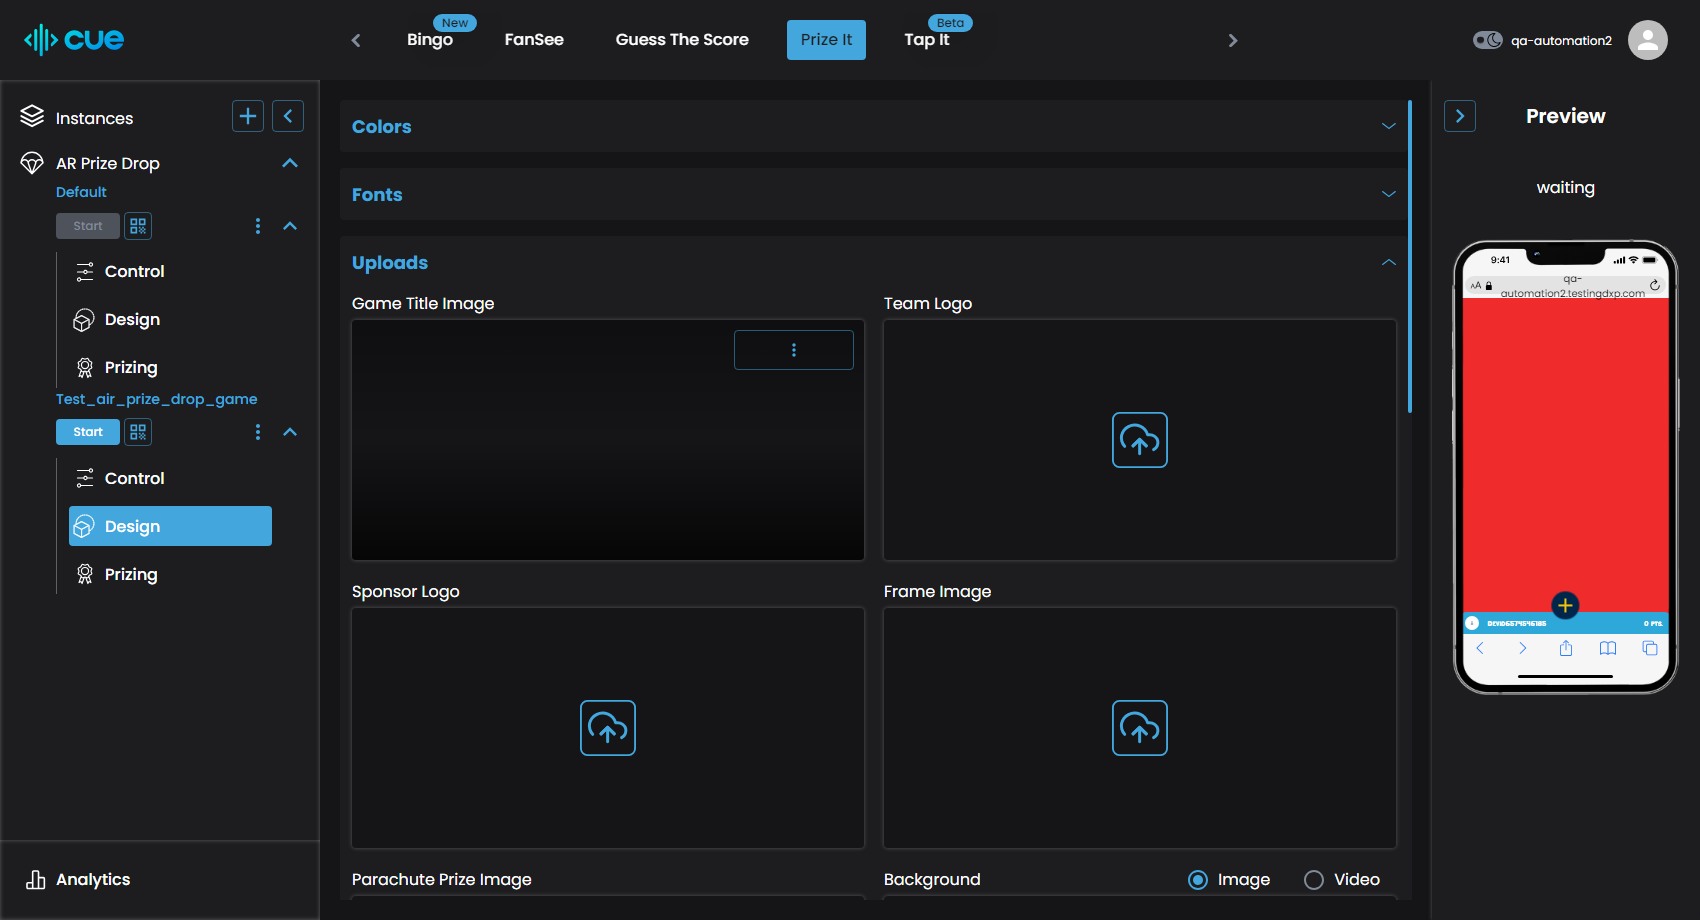 cue
New
Bingo
FanSee
Guess The Score
Prize It
Beta
Tap It
qa-automation2
Instances
AR Prize Drop
Default
Start
Control
Design
Prizing
Test_air_prize_drop_game
Start
Control
Design
Prizing
Analytics
Colors
Fonts
Uploads
Game Title Image
Team Logo
Sponsor Logo
Frame Image
Parachute Prize Image
Background
Image
Video
Preview
waiting
9:41
AA
qa-
automation2.testingdxp.com
0 PTS.